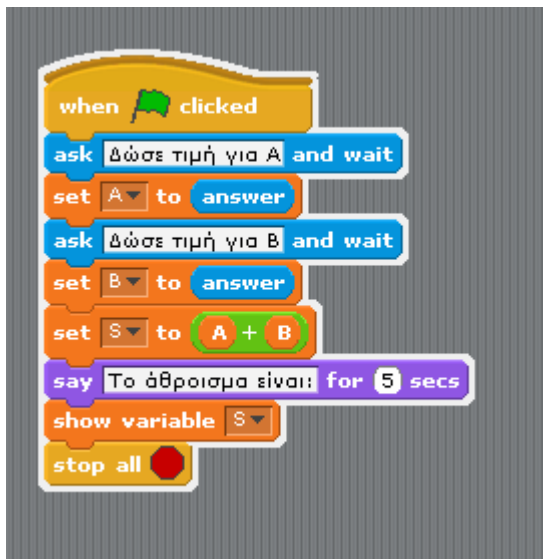 when clicked
ask Δώσε τιμή για Α and wait
set A to answer
ask Δώσε τιμή για Β and wait
set B to answer
set S to A + B
say Το άθροισμα είναι: for 5 secs
show variable S
stop all